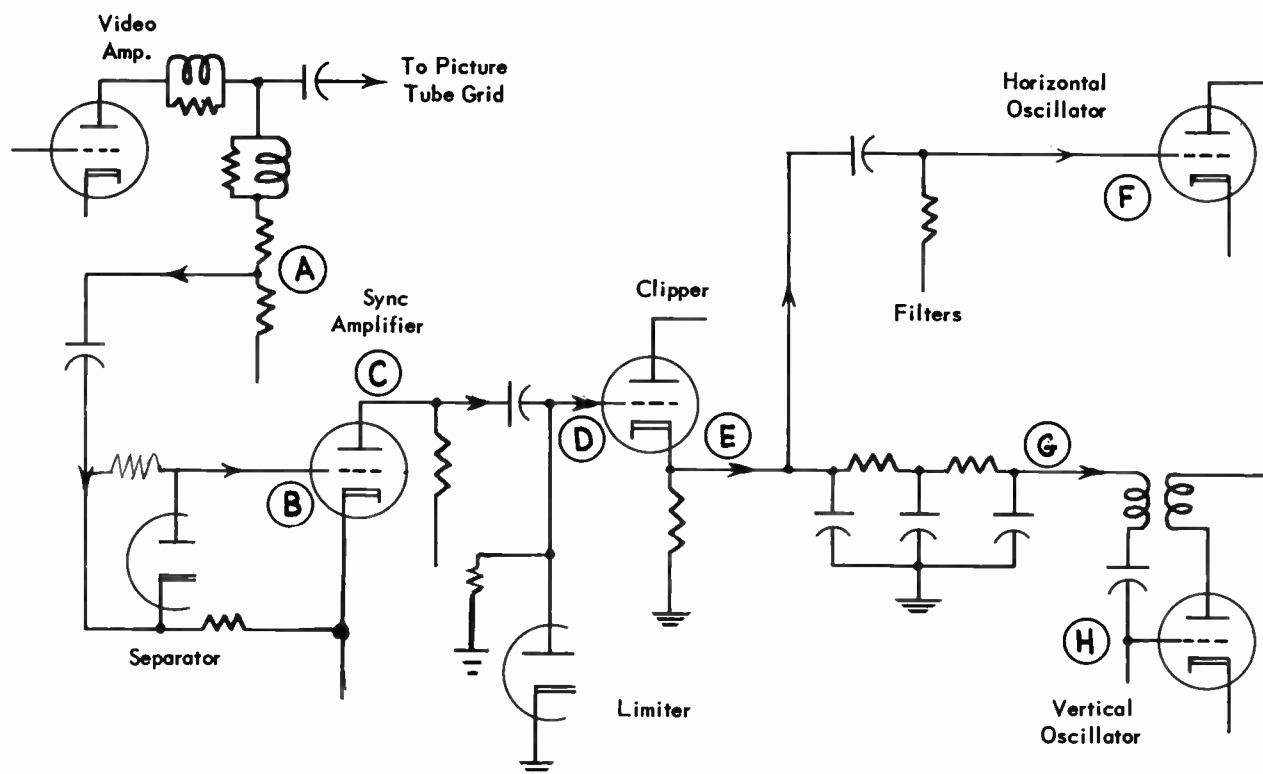 Video
Amp.
To Picture
Tube Grid
Horizontal
Oscillator
F
Filters
A
Sync
Amplifier
Clipper
C
D
E
G
B
Separator
Limiter
H
Vertical
Oscillator